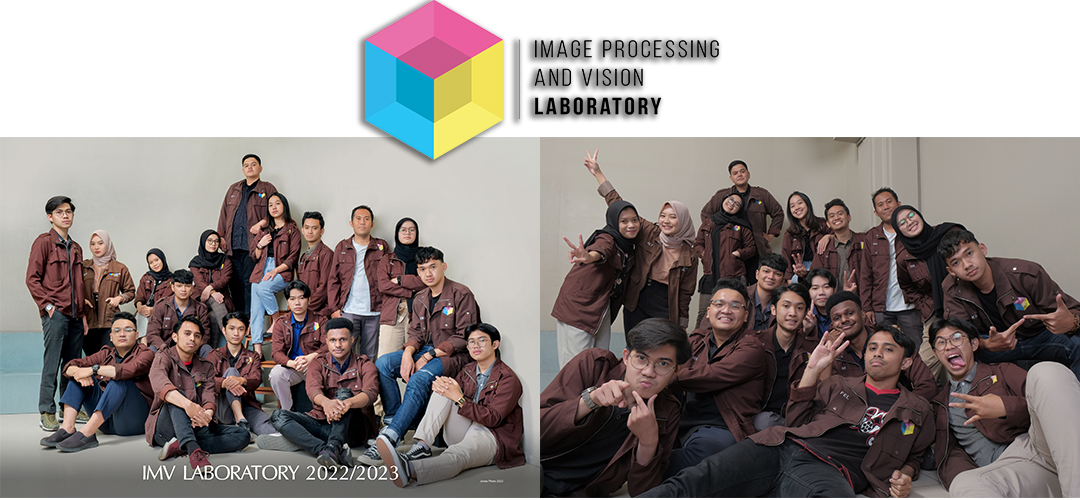 IMAGE PROCESSING
AND VISION
LABORATORY
IMV LABORATORY 2022/2023